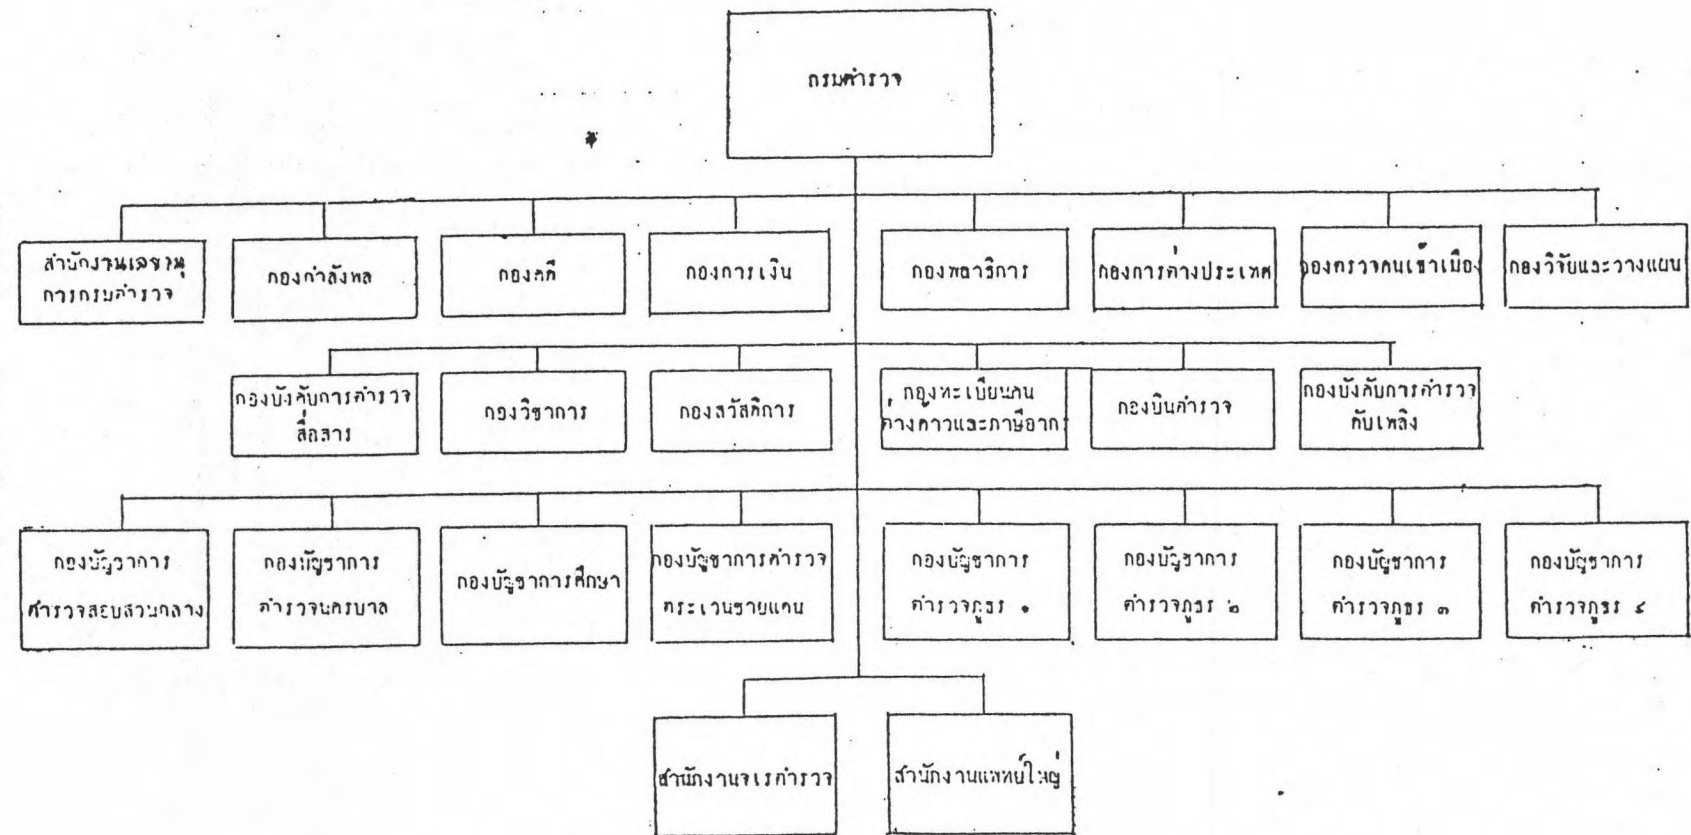 กรมตำรวจ
สำนักงานเลขานุ
การกรมตำรวจ
กองกำลังพล
กองคดี
กองการเงิน
กองพลาธิการ
กองการต่างประเทศ
กองตรวจคนเข้าเมือง
กองวิจัยและวางแผน
กองบังคับการตำรวจ
สื่อสาร
กองวิชาการ
กองสวัสดิการ
กองทะเบียนคน
ต่างด้าวและภาษีอากร
กองบินตำรวจ
กองบังคับการตำรวจ
ดับเพลิง
กองบัญชาการ
ตำรวจสอบสวนกลาง
กองบัญชาการ
ตำรวจนครบาล
กองบัญชาการศึกษา
กองบัญชาการตำรวจ
ตระเวนชายแดน
กองบัญชาการ
ตำรวจภูธร ๑
กองบัญชาการ
ตำรวจภูธร ๒
กองบัญชาการ
ตำรวจภูธร ๓
กองบัญชาการ
ตำรวจภูธร ๔
สำนักงานจเรตำรวจ
สำนักงานแพทย์ใหญ่